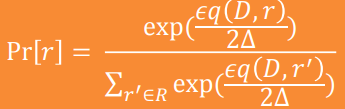 Pr[r] = exp(ϵq(D, r)/2Δ) / ∑r′∈R exp(ϵq(D, r′)/2Δ)